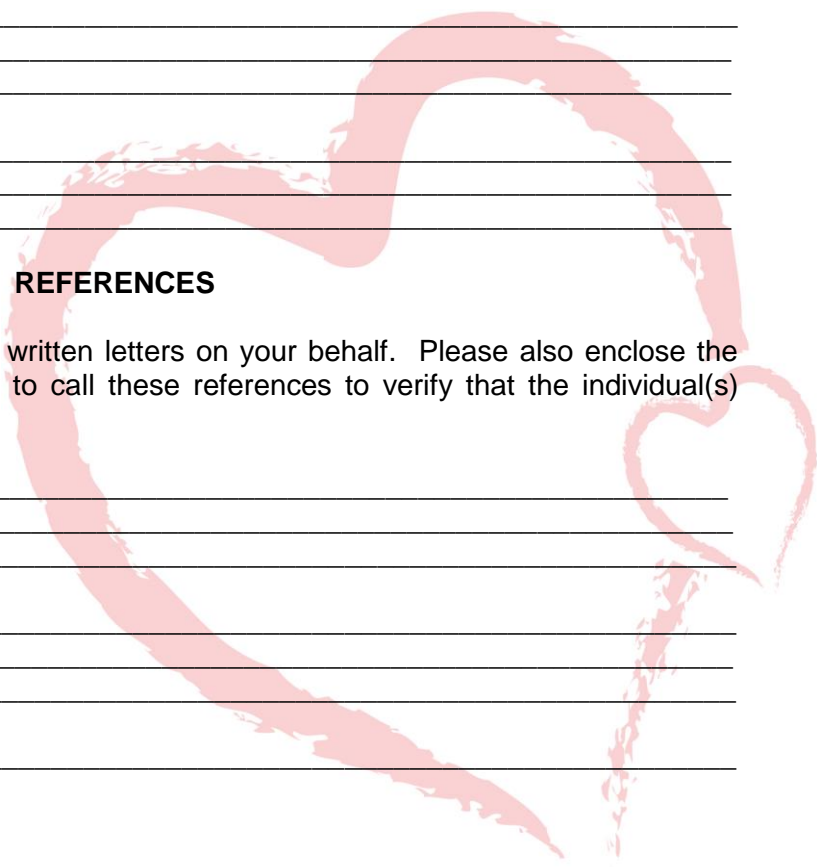 REFERENCES
written letters on your behalf. Please also enclose the
to call these references to verify that the individual(s)